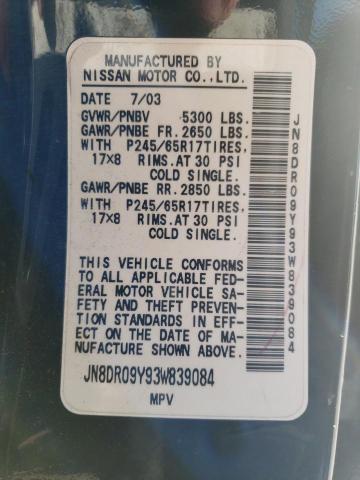 MANUFACTURED BY
NISSAN MOTOR CO.,LTD.
DATE 7/03
GVWR/PNBV 5300 LBS.
GAWR/PNBE FR.2650 LBS.
WITH P245/65R17TIRES,
17X8 RIMS.AT 30 PSI
COLD SINGLE.
GAWR/PNBE RR.2850 LBS.
WITH P245/65R17TIRES,
17X8 RIMS.AT 30 PSI
COLD SINGLE.
THIS VEHICLE CONFORMS
TO ALL APPLICABLE FED-
ERAL MOTOR VEHICLE SA-
FETY AND THEFT PREVEN-
TION STANDARDS IN EFF-
ECT ON THE DATE OF MA-
NUFACTURE SHOWN ABOVE.
JN8DR09Y93W839084
MPV
JN8DR09Y93W839084